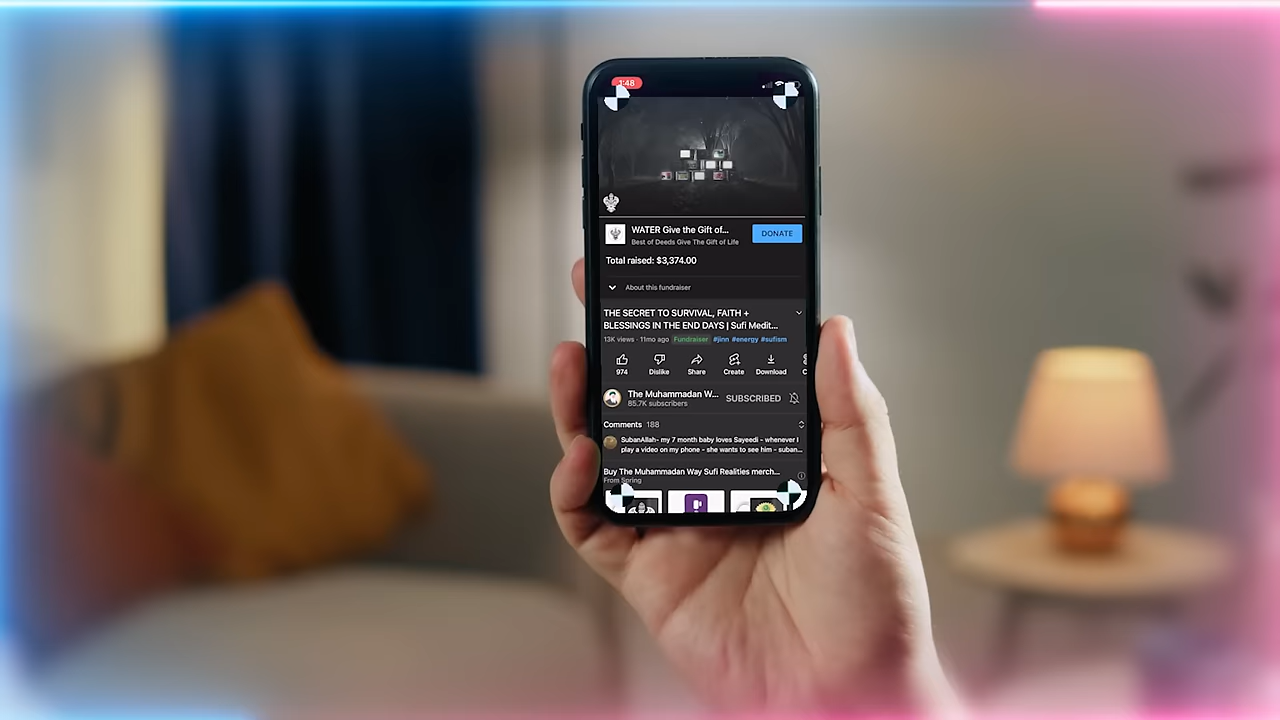 1:48
WATER Give the Gift of...
Best of Deeds Give The Gift of Life
DONATE
Total raised: $3,374.00
About this fundraiser
THE SECRET TO SURVIVAL, FAITH +
BLESSINGS IN THE END DAYS | Sufi Medit...
13K views · 11mo ago Fundraiser #jinn #energy #sufism
974 Dislike Share Create Download C
The Muhammadan W...
85.7K subscribers
SUBSCRIBED
Comments 188
SubanAllah- my 7 month baby loves Sayeedi - whenever I
play a video on my phone - she wants to see him - suban...
Buy The Muhammadan Way Sufi Realities merch...
From Spring